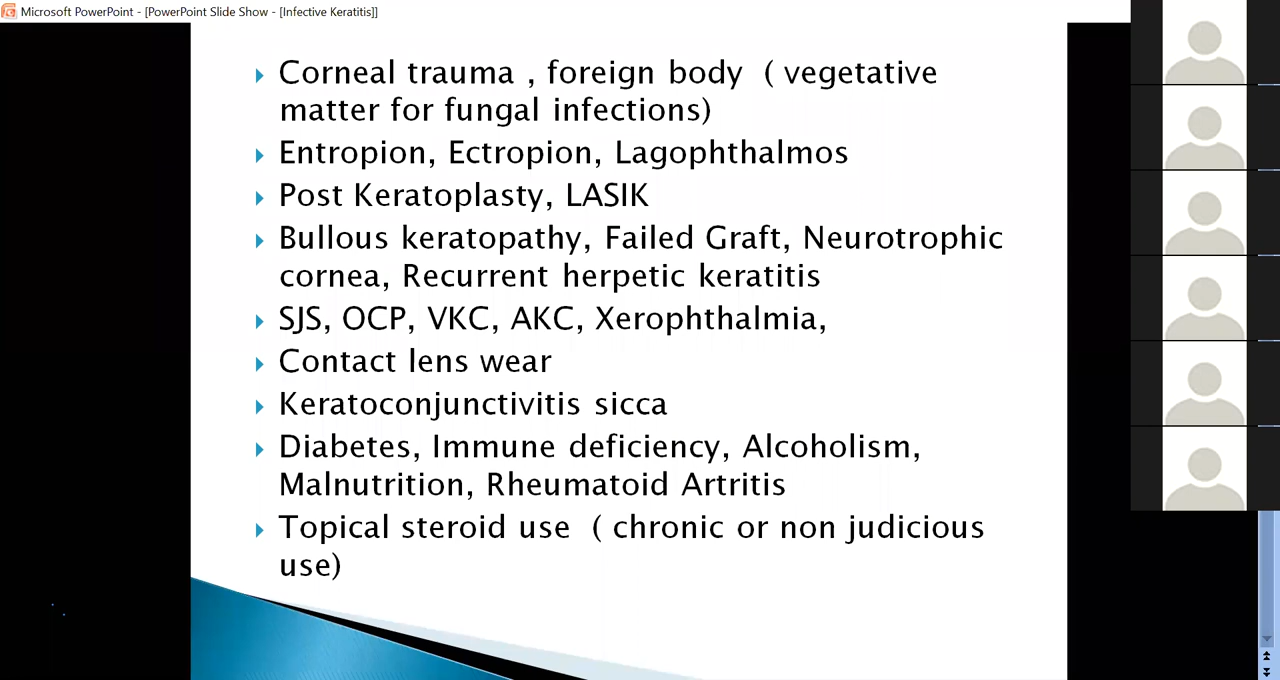 Microsoft PowerPoint - [PowerPoint Slide Show - [Infective Keratitis]]
Corneal trauma , foreign body ( vegetative
matter for fungal infections)
Entropion, Ectropion, Lagophthalmos
Post Keratoplasty, LASIK
Bullous keratopathy, Failed Graft, Neurotrophic
cornea, Recurrent herpetic keratitis
SJS, OCP, VKC, AKC, Xerophthalmia,
Contact lens wear
Keratoconjunctivitis sicca
Diabetes, Immune deficiency, Alcoholism,
Malnutrition, Rheumatoid Artritis
Topical steroid use ( chronic or non judicious
use)